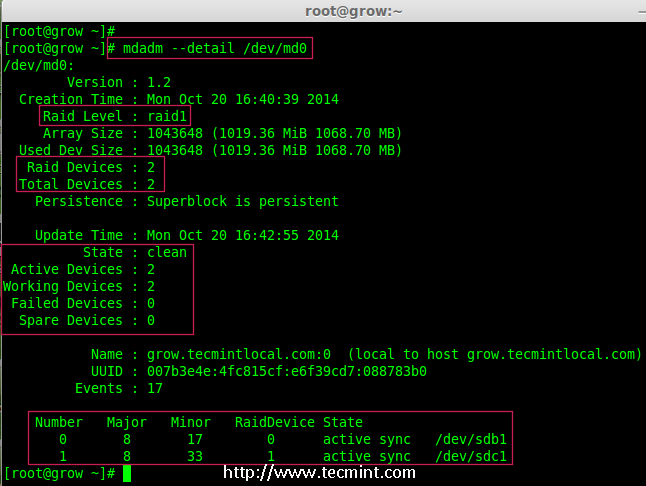 root@grow:~
[root@grow ~]#
[root@grow ~]# mdadm --detail /dev/md0
/dev/md0:
Version : 1.2
Creation Time : Mon Oct 20 16:40:39 2014
Raid Level : raid1
Array Size : 1043648 (1019.36 MiB 1068.70 MB)
Used Dev Size : 1043648 (1019.36 MiB 1068.70 MB)
Raid Devices : 2
Total Devices : 2
Persistence : Superblock is persistent
Update Time : Mon Oct 20 16:42:55 2014
State : clean
Active Devices : 2
Working Devices : 2
Failed Devices : 0
Spare Devices : 0
Name : grow.tecmintlocal.com:0  (local to host grow.tecmintlocal.com)
UUID : 007b3e4e:4fc815cf:e6f39cd7:088783b0
Events : 17
Number Major Minor RaidDevice State
0 8 17 0 active sync /dev/sdb1
1 8 33 1 active sync /dev/sdc1
[root@grow ~]#
http://www.tecmint.com